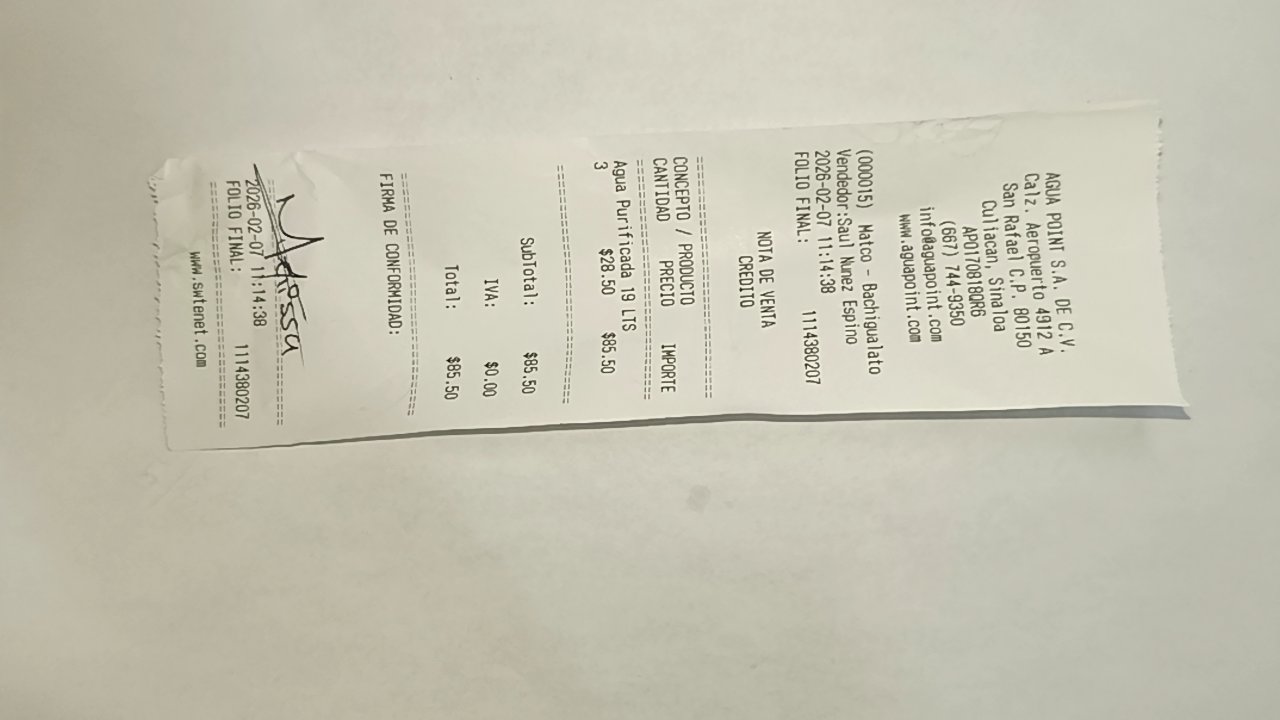 AGUA POINT S.A. DE C.V.
Calz. Aeropuerto 4912 A
San Rafael C.P. 80150
Culiacan, Sinaloa
APO170818QR6
(667) 744-9350
info@aguapoint.com
www.aguapoint.com
(000015) Matco - Bachigualato
Vendedor:Saul Nunez Espino
2026-02-07 11:14:38
FOLIO FINAL: 1114380207
NOTA DE VENTA
CREDITO
=============================
CONCEPTO / PRODUCTO
CANTIDAD PRECIO IMPORTE
=============================
Agua Purificada 19 LTS
3 $28.50 $85.50
=============================
SubTotal: $85.50
IVA: $0.00
Total: $85.50
=============================
FIRMA DE CONFORMIDAD:
=============================
2026-02-07 11:14:38
FOLIO FINAL: 1114380207
=============================
www.swtenet.com